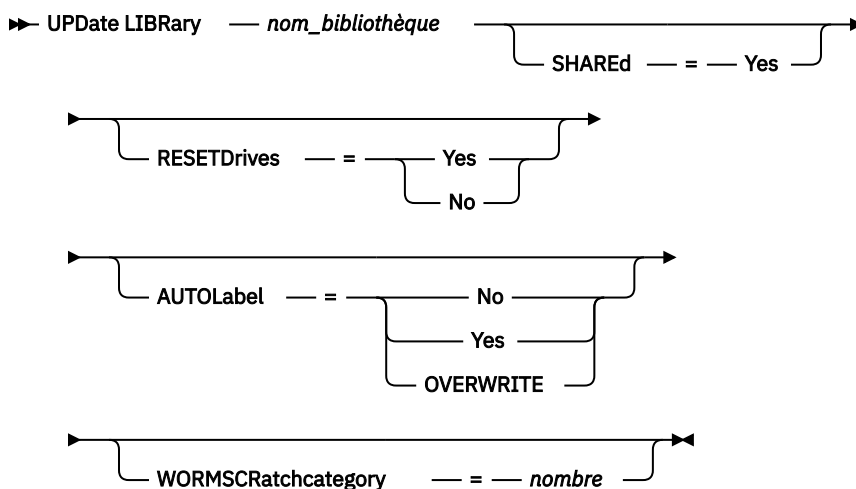 UPDate LIBRary nom_bibliothèque
SHAREd = Yes
RESETDrives = Yes
No
AUTOLabel = No
Yes
OVERWRITE
WORMSCRatchcategory = nombre